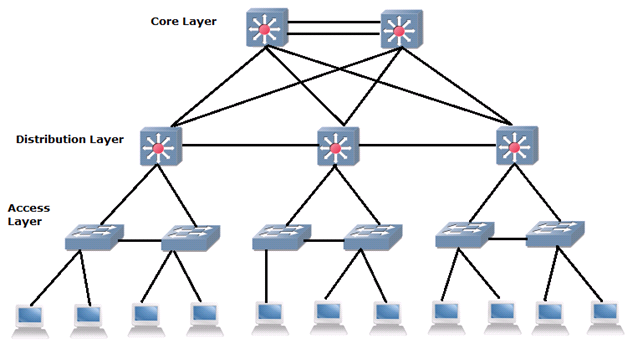 Core Layer
Distribution Layer
Access
Layer